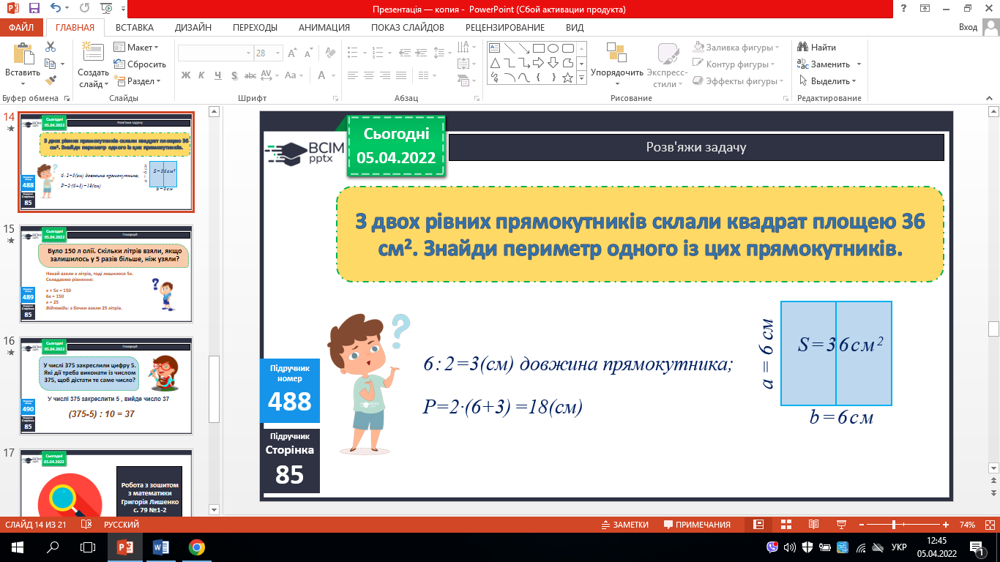 Презентація — копия - PowerPoint (Сбой активации продукта)
ФАЙЛ ГЛАВНАЯ ВСТАВКА ДИЗАЙН ПЕРЕХОДЫ АНИМАЦИЯ ПОКАЗ СЛАЙДОВ РЕЦЕНЗИРОВАНИЕ ВИД Вход
Вставить
Буфер обмена
Создать слайд
Макет
Сбросить
Раздел
Слайды
28
Ж К Ч S abc AV Aa А
Шрифт
Абзац
Упорядочить
Экспресс-стили
Заливка фигуры
Контур фигуры
Эффекты фигуры
Рисование
Найти
Заменить
Выделить
Редактирование
14
Сьогодні
05.04.2022
Розв'яжи задачу
З двох рівних прямокутників склали квадрат площею 36
см². Знайди периметр одного із цих прямокутників.
6 : 2=3(см) довжина прямокутника;
P=2·(6+3) =18(см)
a = 6 см
S=36см²
b=6см
488
85
15
Сьогодні
05.04.2022
Поміркуй
Було 150 л олії. Скільки літрів взяли, якщо
залишилось у 5 разів більше, ніж узяли?
Нехай взяли х літрів, тоді лишилося 5х.
Складаємо рівняння:
х + 5х = 150
6х = 150
х = 25
Відповідь: з бочки взяли 25 літрів.
489
85
16
Сьогодні
05.04.2022
Поміркуй
У числі 375 закреслили цифру 5.
Які дії треба виконати із числом
375, щоб дістати те саме число?
У числі 375 закреслити 5 , вийде число 37
(375-5) : 10 = 37
490
85
17
Сьогодні
05.04.2022
Робота з зошитом
з математики
Григорія Лишенко
с. 79 №1-2
ВСІМ
pptx
Сьогодні
05.04.2022
Розв'яжи задачу
З двох рівних прямокутників склали квадрат площею 36
см². Знайди периметр одного із цих прямокутників.
6 : 2=3(см) довжина прямокутника;
P=2·(6+3) =18(см)
a = 6 см
S=36см²
b=6см
Підручник
номер
488
Підручник
Сторінка
85
СЛАЙД 14 ИЗ 21 РУССКИЙ ЗАМЕТКИ ПРИМЕЧАНИЯ 74%
УКР
12:45
05.04.2022
1